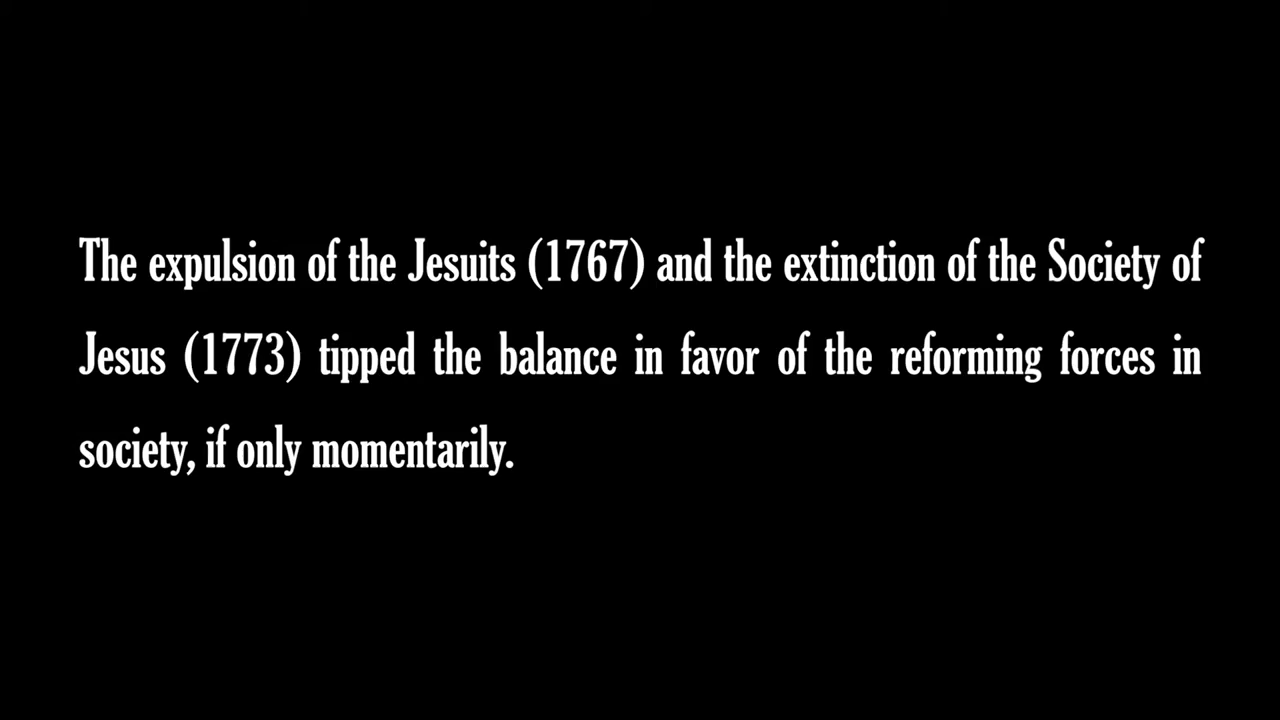 The expulsion of the Jesuits (1767) and the extinction of the Society of
Jesus (1773) tipped the balance in favor of the reforming forces in
society, if only momentarily.